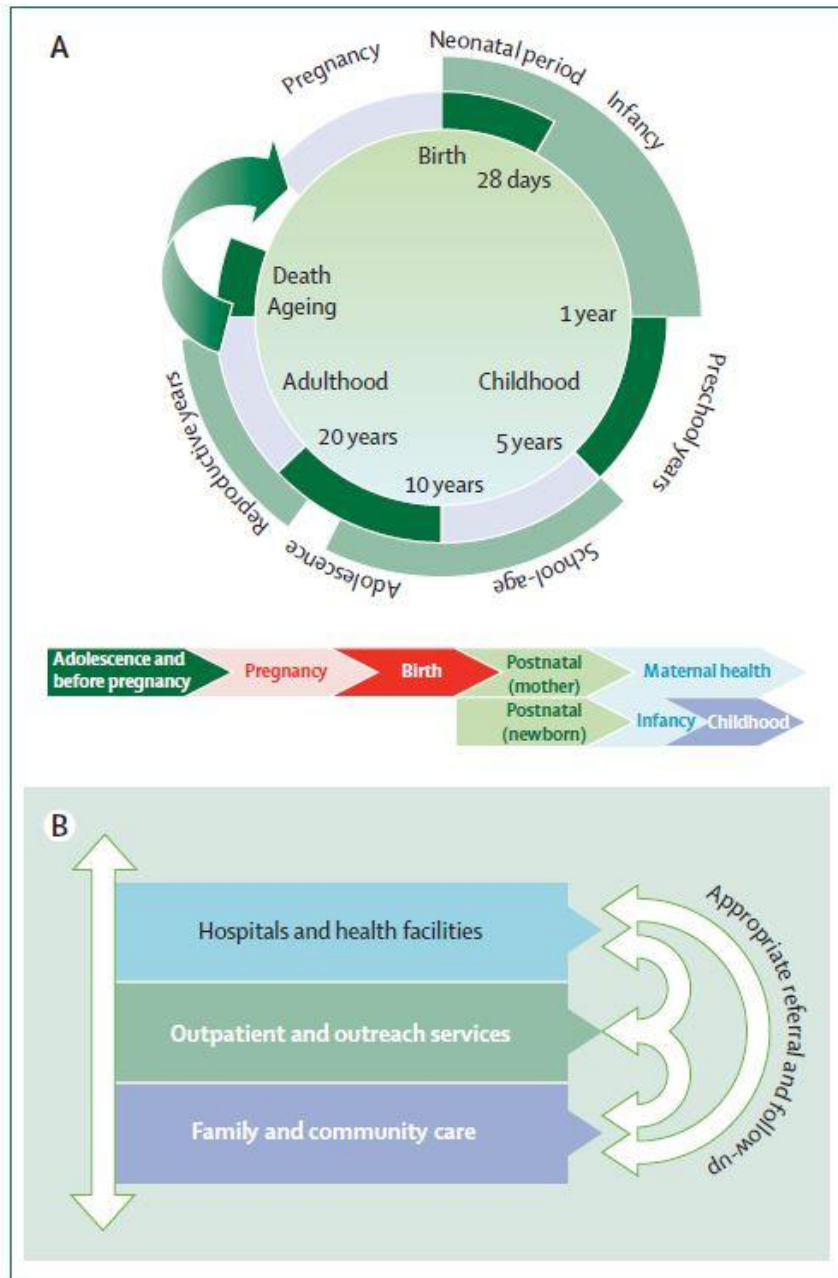 A
Pregnancy
Neonatal period
Infancy
Birth
28 days
Death
Ageing
1 year
Adulthood
Childhood
Preschool years
20 years
5 years
10 years
Reproductive years
Adolescence
School-age
Adolescence and
before pregnancy
Pregnancy
Birth
Postnatal
(mother)
Maternal health
Postnatal
(newborn)
Infancy
Childhood
B
Hospitals and health facilities
Outpatient and outreach services
Family and community care
Appropriate referral and follow-up